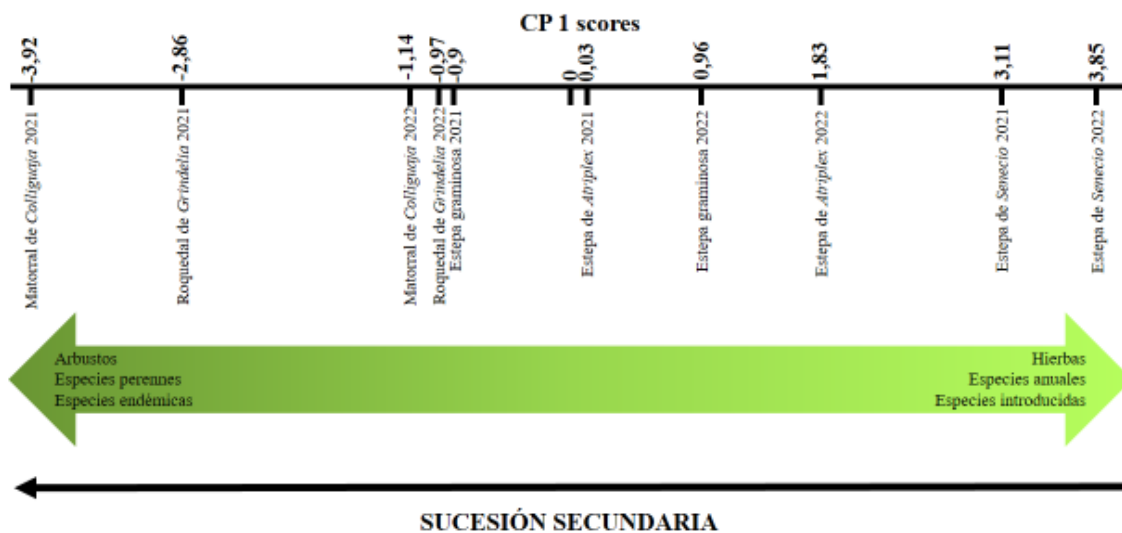 CP 1 scores
-3,92
-2,86
-1,14
-0,97
-0,9
0
0,03
0,96
1,83
3,11
3,85
Matorral de Colliguaja 2021
Roquedal de Grindelia 2021
Matorral de Colliguaja 2022
Roquedal de Grindelia 2022
Estepa graminosa 2021
Estepa de Atriplex 2021
Estepa graminosa 2022
Estepa de Atriplex 2022
Estepa de Senecio 2021
Estepa de Senecio 2022
Arbustos
Especies perennes
Especies endémicas
Hierbas
Especies anuales
Especies introducidas
SUCESIÓN SECUNDARIA